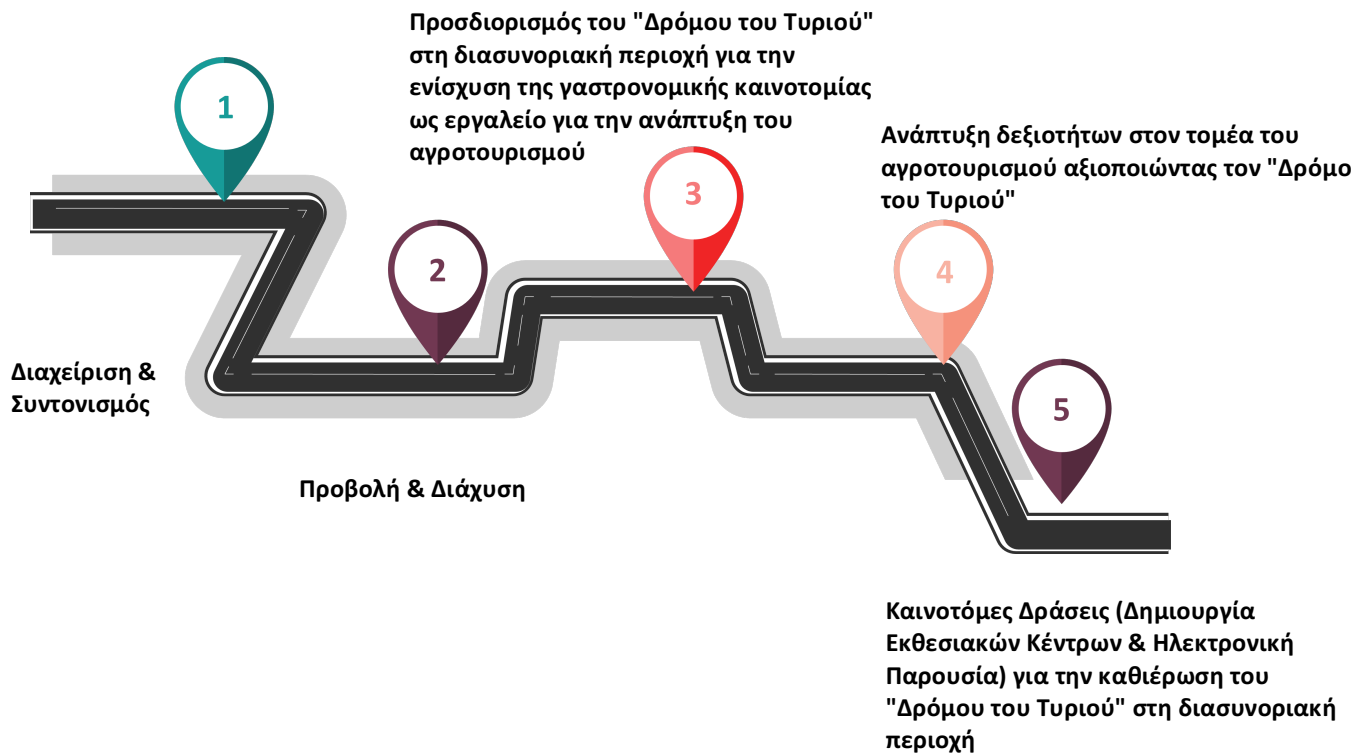 1
Διαχείριση &
Συντονισμός
2
Προβολή & Διάχυση
Προσδιορισμός του "Δρόμου του Τυριού"
στη διασυνοριακή περιοχή για την
ενίσχυση της γαστρονομικής καινοτομίας
ως εργαλείο για την ανάπτυξη του
αγροτουρισμού
3
Ανάπτυξη δεξιοτήτων στον τομέα του
αγροτουρισμού αξιοποιώντας τον "Δρόμο
του Τυριού"
4
5
Καινοτόμες Δράσεις (Δημιουργία
Εκθεσιακών Κέντρων & Ηλεκτρονική
Παρουσία) για την καθιέρωση του
"Δρόμου του Τυριού" στη διασυνοριακή
περιοχή